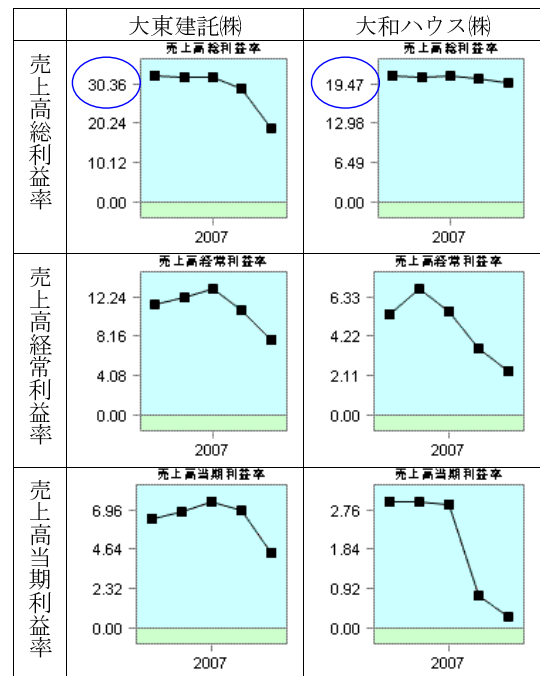 大東建託㈱
大和ハウス㈱
売上高総利益率
売上高総利益率
30.36
20.24
10.12
0.00
2007
売上高総利益率
19.47
12.98
6.49
0.00
2007
売上高経常利益率
売上高経常利益率
12.24
8.16
4.08
0.00
2007
売上高経常利益率
6.33
4.22
2.11
0.00
2007
売上高当期利益率
売上高当期利益率
6.96
4.64
2.32
0.00
2007
売上高当期利益率
2.76
1.84
0.92
0.00
2007